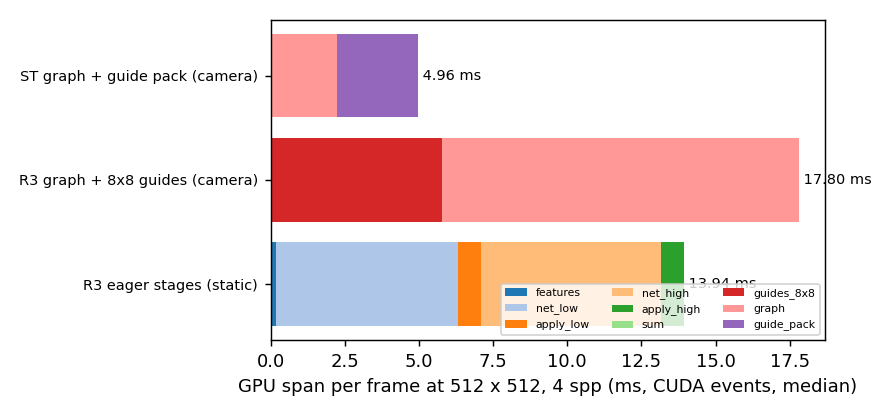 ST graph + guide pack (camera)
4.96 ms
R3 graph + 8x8 guides (camera)
17.80 ms
R3 eager stages (static)
13.94 ms
features net_high guides_8x8
net_low apply_high graph
apply_low sum guide_pack
0.0 2.5 5.0 7.5 10.0 12.5 15.0 17.5
GPU span per frame at 512 x 512, 4 spp (ms, CUDA events, median)